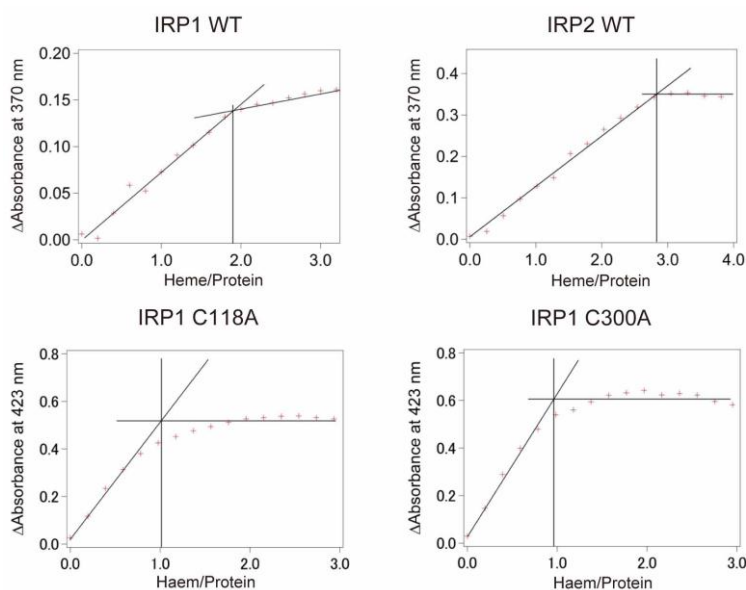 IRP1 WT
IRP2 WT
ΔAbsorbance at 370 nm
0.20
0.15
0.10
0.05
0.00
0.0 1.0 2.0 3.0
Heme/Protein
ΔAbsorbance at 370 nm
0.4
0.3
0.2
0.1
0.0
0.0 1.0 2.0 3.0 4.0
Heme/Protein
IRP1 C118A
IRP1 C300A
ΔAbsorbance at 423 nm
0.8
0.6
0.4
0.2
0.0
0.0 1.0 2.0 3.0
Haem/Protein
ΔAbsorbance at 423 nm
0.8
0.6
0.4
0.2
0.0
0.0 1.0 2.0 3.0
Haem/Protein